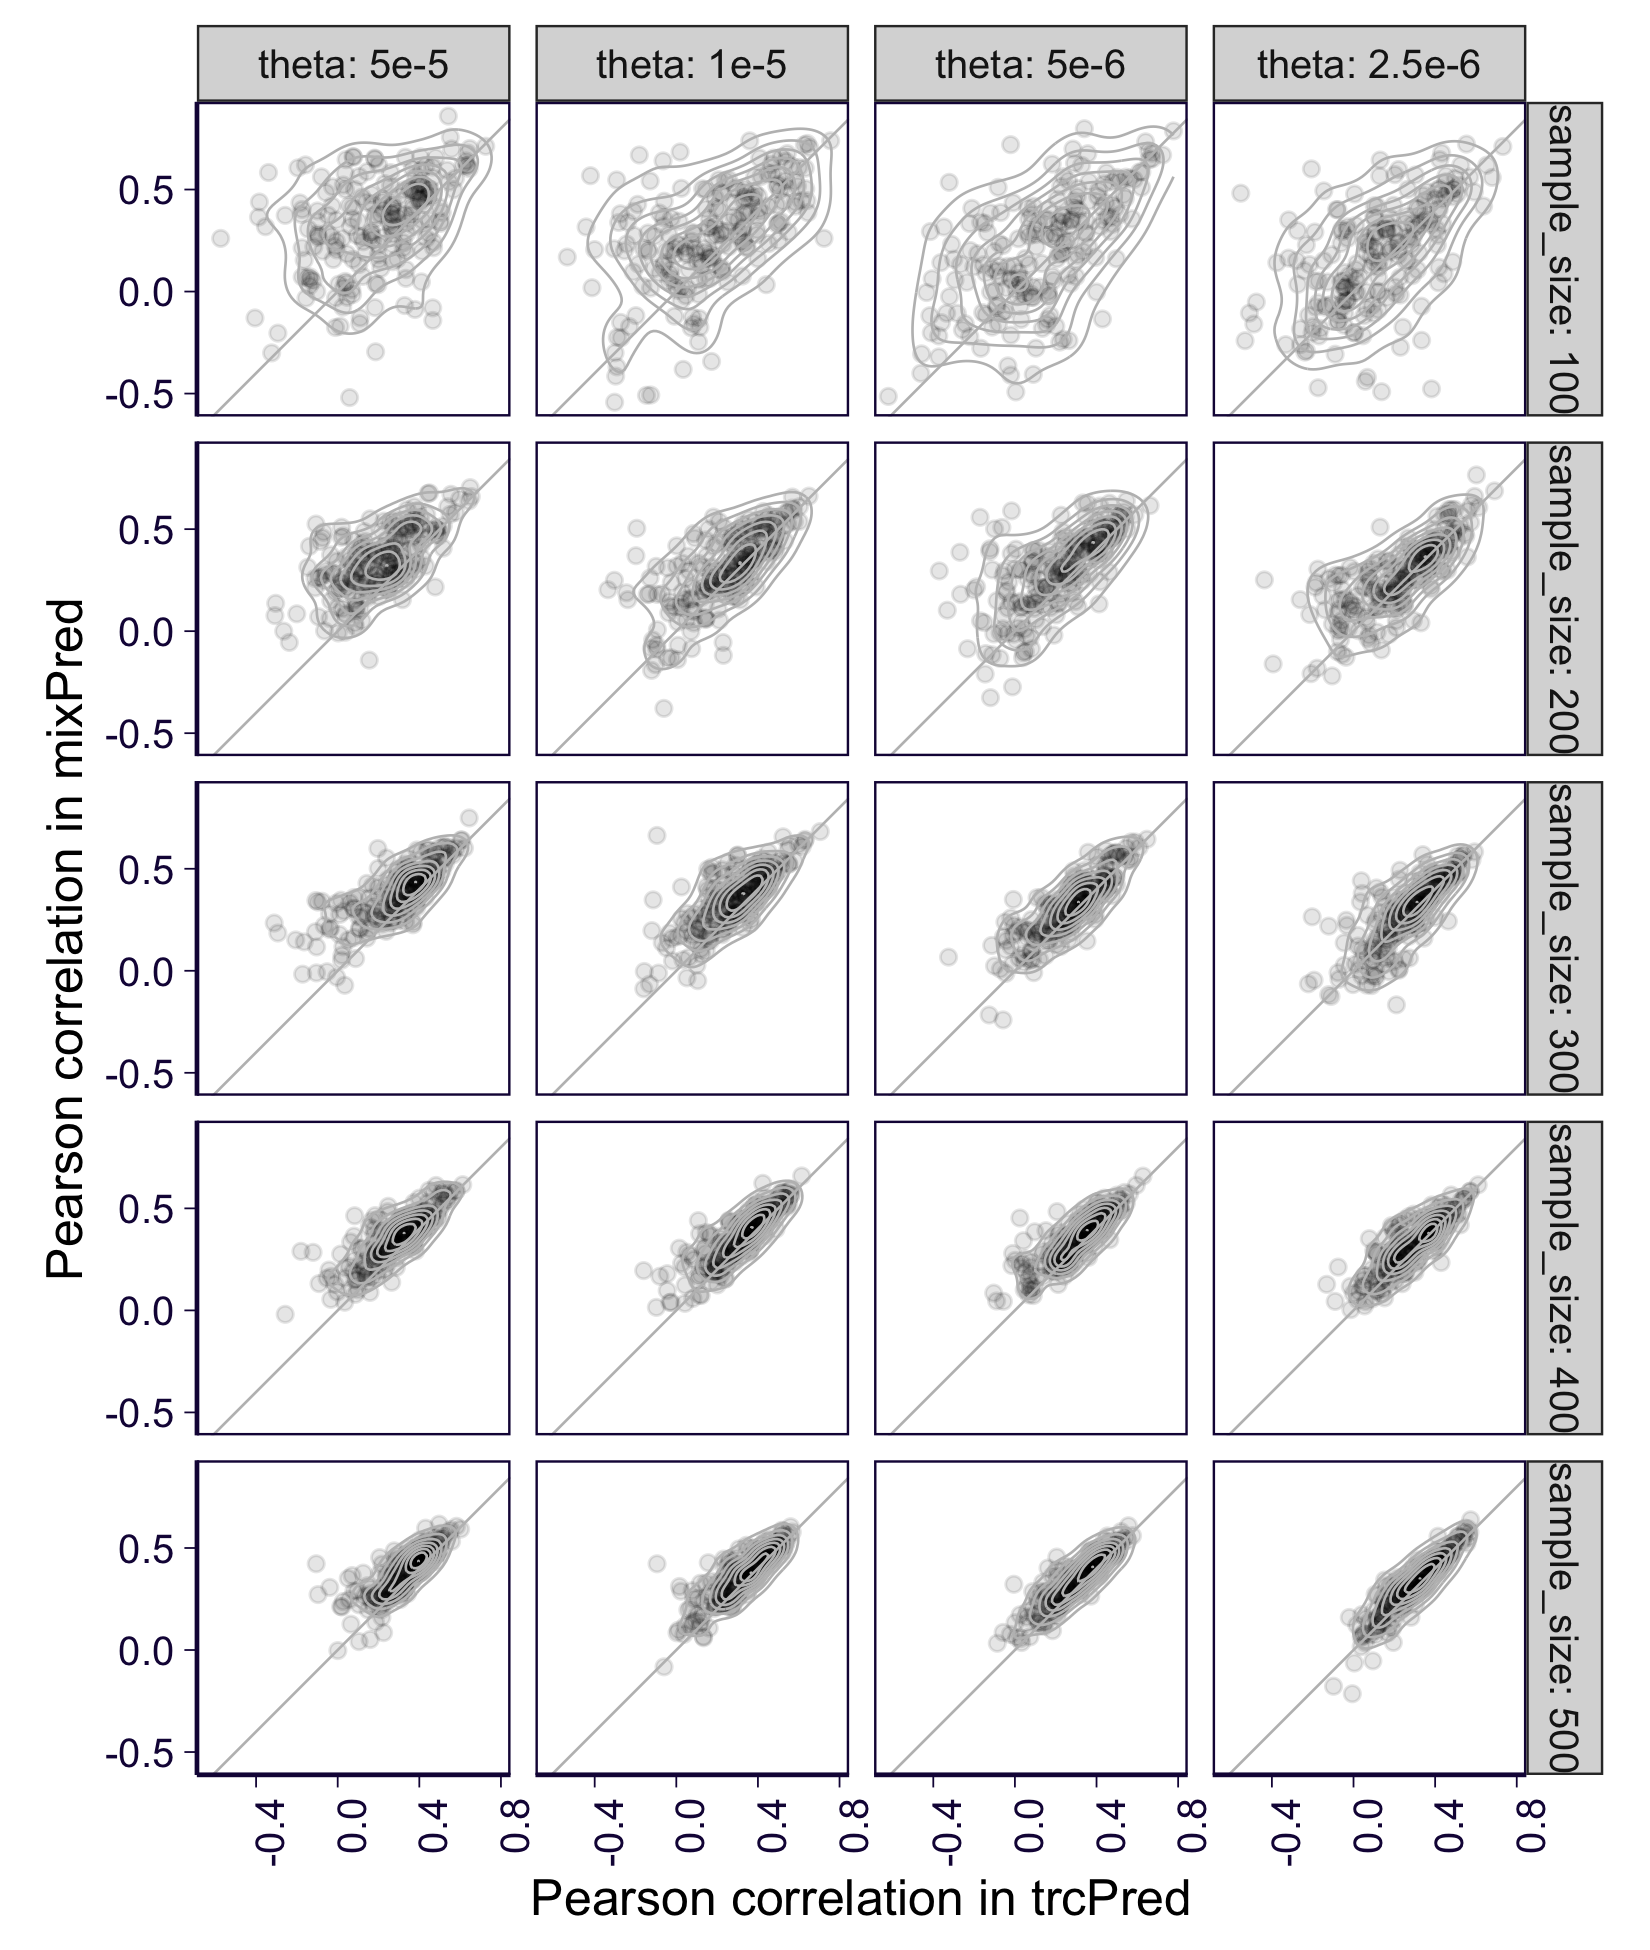 theta: 5e-5
theta: 1e-5
theta: 5e-6
theta: 2.5e-6
0.5
0.0
-0.5
sample_size: 100
0.5
0.0
-0.5
sample_size: 200
0.5
0.0
-0.5
sample_size: 300
0.5
0.0
-0.5
sample_size: 400
0.5
0.0
-0.5
sample_size: 500
Pearson correlation in mixPred
-0.4
0.0
0.4
0.8
-0.4
0.0
0.4
0.8
-0.4
0.0
0.4
0.8
-0.4
0.0
0.4
0.8
Pearson correlation in trcPred